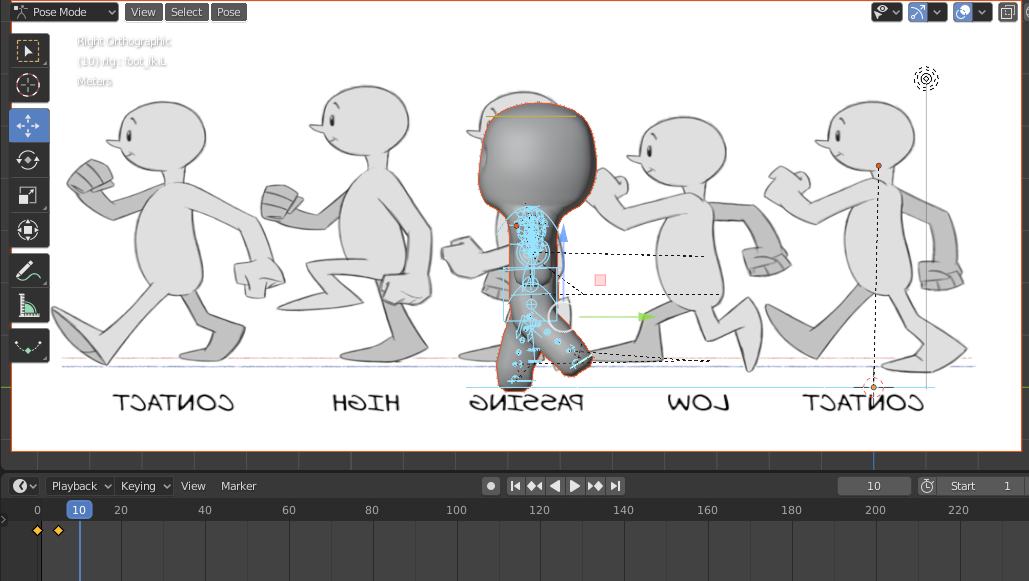 Pose Mode View Select Pose
Right Orthographic
(10) rig : foot_ik.L
Meters
CONTACT HIGH PASSING LOW CONTACT
Playback Keying View Marker 10 Start 1
0 10 20 40 60 80 100 120 140 160 180 200 220